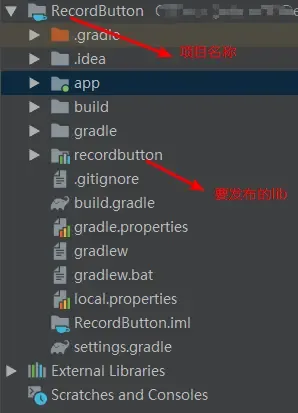 RecordButton
.gradle
项目名称
.idea
app
build
gradle
recordbutton
.gitignore
要发布的lib
build.gradle
gradle.properties
gradlew
gradlew.bat
local.properties
RecordButton.iml
settings.gradle
External Libraries
Scratches and Consoles